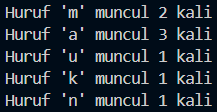 Huruf 'm' muncul 2 kali
Huruf 'a' muncul 3 kali
Huruf 'u' muncul 1 kali
Huruf 'k' muncul 1 kali
Huruf 'n' muncul 1 kali